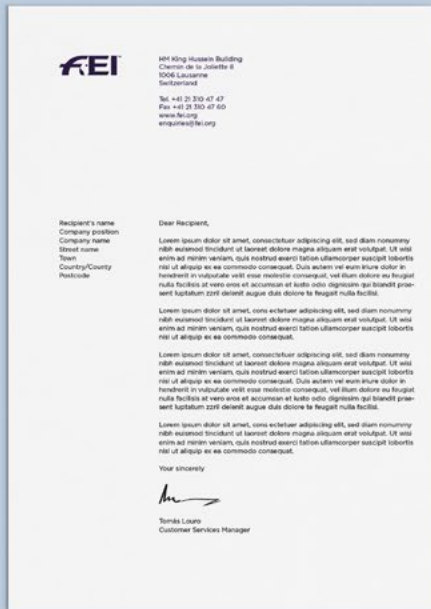 FEI
HM King Hussein Building
Chemin de la Joliette 8
1006 Lausanne
Switzerland
Tel. +41 21 310 47 47
Fax +41 21 310 47 60
www.fei.org
enquiries@fei.org
Recipient's name
Company position
Company name
Street name
Town
Country/County
Postcode
Dear Recipient,
Lorem ipsum dolor sit amet, consectetuer adipiscing elit, sed diam nonummy
nibh euismod tincidunt ut laoreet dolore magna aliquam erat volutpat. Ut wisi
enim ad minim veniam, quis nostrud exerci tation ullamcorper suscipit lobortis
nisl ut aliquip ex ea commodo consequat. Duis autem vel eum iriure dolor in
hendrerit in vulputate velit esse molestie consequat, vel illum dolore eu feugiat
nulla facilisis at vero eros et accumsan et iusto odio dignissim qui blandit prae-
sent luptatum zzril delenit augue duis dolore te feugait nulla facilisi.
Lorem ipsum dolor sit amet, cons ectetuer adipiscing elit, sed diam nonummy
nibh euismod tincidunt ut laoreet dolore magna aliquam erat volutpat. Ut wisi
enim ad minim veniam, quis nostrud exerci tation ullamcorper suscipit lobortis
nisl ut aliquip ex ea commodo consequat.
Lorem ipsum dolor sit amet, consectetuer adipiscing elit, sed diam nonummy
nibh euismod tincidunt ut laoreet dolore magna aliquam erat volutpat. Ut wisi
enim ad minim veniam, quis nostrud exerci tation ullamcorper suscipit lobortis
nisl ut aliquip ex ea commodo consequat. Duis autem vel eum iriure dolor in
hendrerit in vulputate velit esse molestie consequat, vel illum dolore eu feugiat
nulla facilisis at vero eros et accumsan et iusto odio dignissim qui blandit prae-
sent luptatum zzril delenit augue duis dolore te feugait nulla facilisi.
Lorem ipsum dolor sit amet, cons ectetuer adipiscing elit, sed diam nonummy
nibh euismod tincidunt ut laoreet dolore magna aliquam erat volutpat. Ut wisi
enim ad minim veniam, quis nostrud exerci tation ullamcorper suscipit lobortis
nisl ut aliquip ex ea commodo consequat.
Your sincerely
Tomás Louro
Customer Services Manager